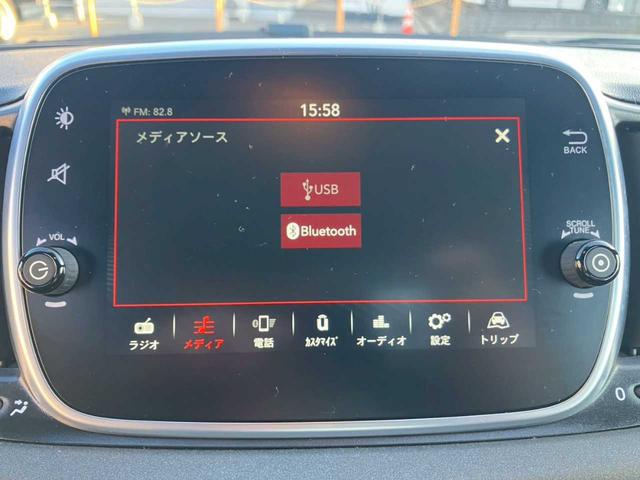 FM: 82.8
15:58
メディアソース
BACK
USB
Bluetooth
VOL
SCROLL
TUNE
ラジオ
メディア
電話
ｶｽﾀﾏｲｽﾞ
オーディオ
設定
トリップ
0